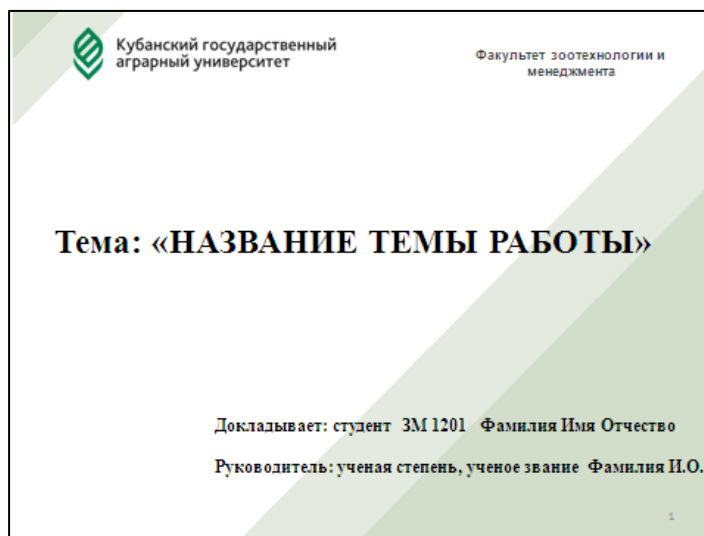 Кубанский государственный
аграрный университет
Факультет зоотехнологии и
менеджмента
Тема: «НАЗВАНИЕ ТЕМЫ РАБОТЫ»
Докладывает: студент ЗМ 1201 Фамилия Имя Отчество
Руководитель: ученая степень, ученое звание Фамилия И.О.
1